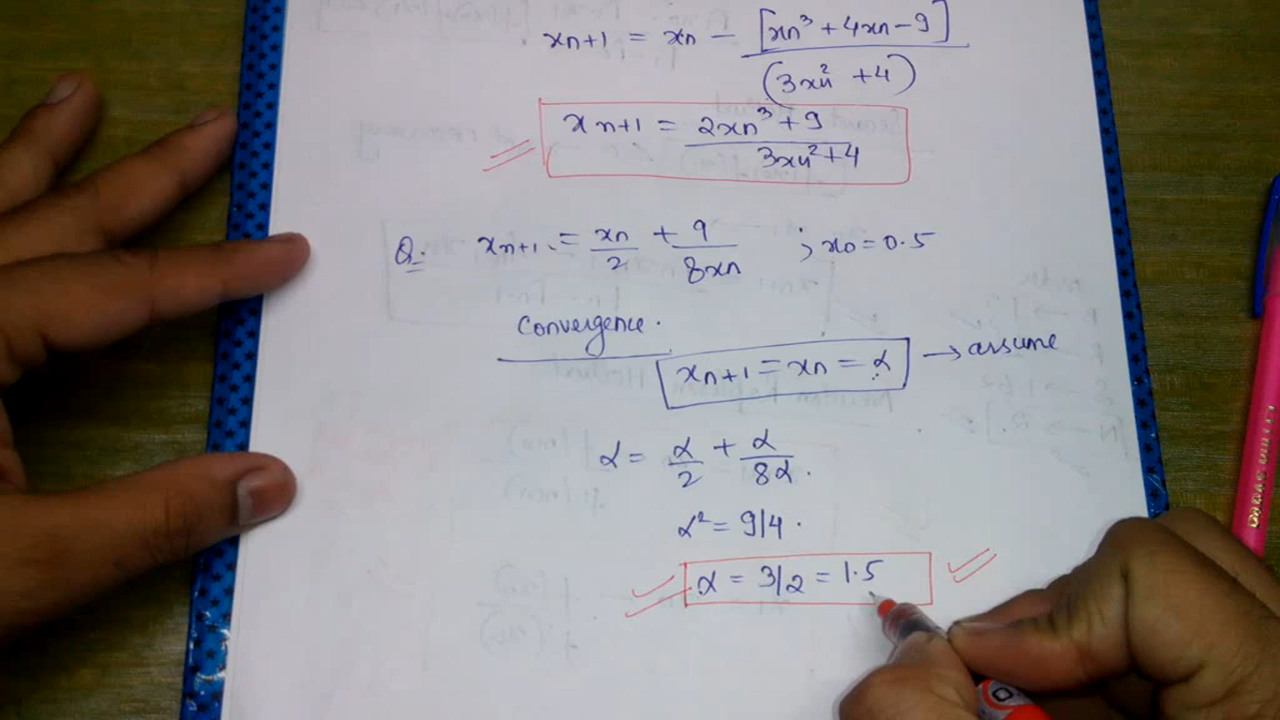 xn+1 = xn - [xn³ + 4xn - 9] / (3xn² + 4)
xn+1 = 2xn³ + 9 / 3xn² + 4
Q. xn+1 = xn/2 + 9/8xn ; x0 = 0.5
Convergence.
xn+1 = xn = α → assume
α = α/2 + α/8α.
α² = 9/4.
α = 3/2 = 1.5